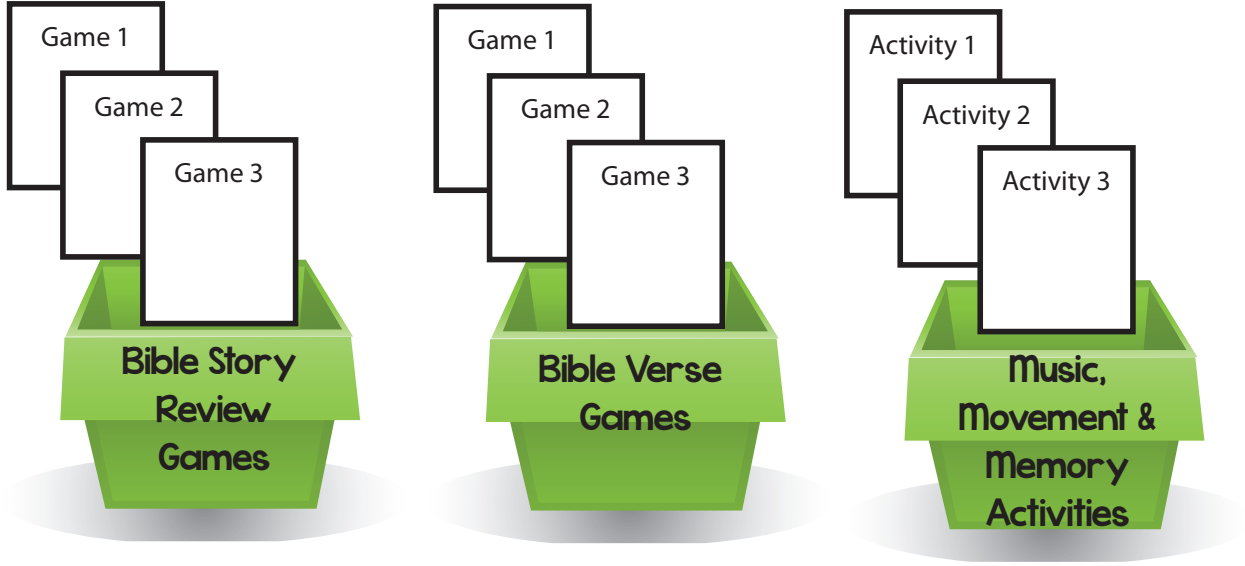 Game 1
Game 2
Game 3
Bible Story
Review
Games
Game 1
Game 2
Game 3
Bible Verse
Games
Activity 1
Activity 2
Activity 3
Music,
Movement &
Memory
Activities